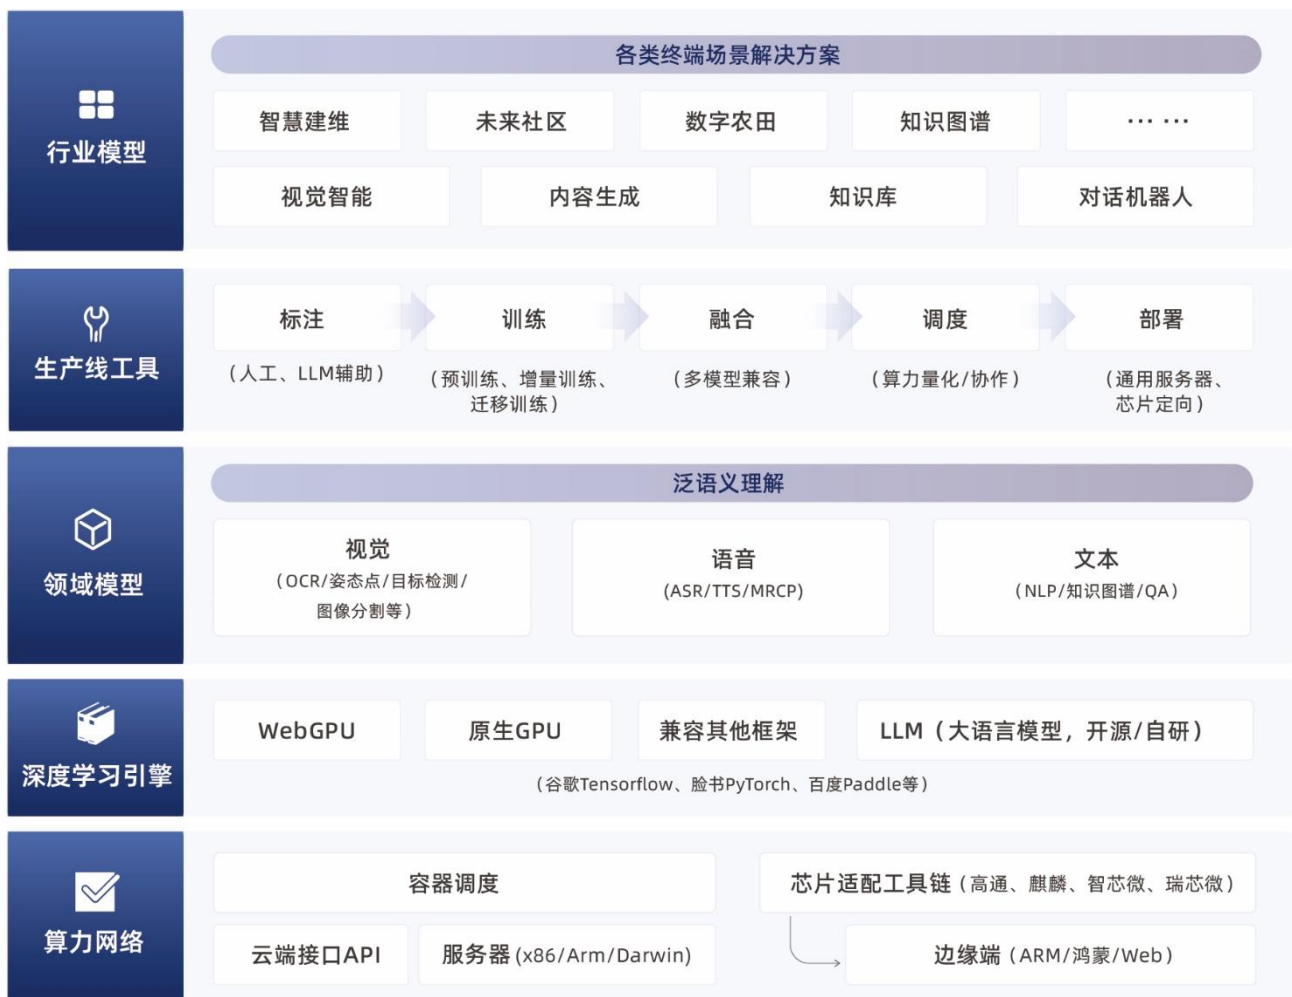 行业模型
各类终端场景解决方案
智慧建维
未来社区
数字农田
知识图谱
... ...
视觉智能
内容生成
知识库
对话机器人
生产线工具
标注
(人工、LLM辅助)
训练
(预训练、增量训练、
迁移训练)
融合
(多模型兼容)
调度
(算力量化/协作)
部署
(通用服务器、
芯片定向)
领域模型
泛语义理解
视觉
(OCR/姿态点/目标检测/
图像分割等)
语音
(ASR/TTS/MRCP)
文本
(NLP/知识图谱/QA)
深度学习引擎
WebGPU
原生GPU
兼容其他框架
LLM(大语言模型,开源/自研)
(谷歌Tensorflow、脸书PyTorch、百度Paddle等)
算力网络
容器调度
芯片适配工具链(高通、麒麟、智芯微、瑞芯微)
云端接口API
服务器(x86/Arm/Darwin)
边缘端(ARM/鸿蒙/Web)